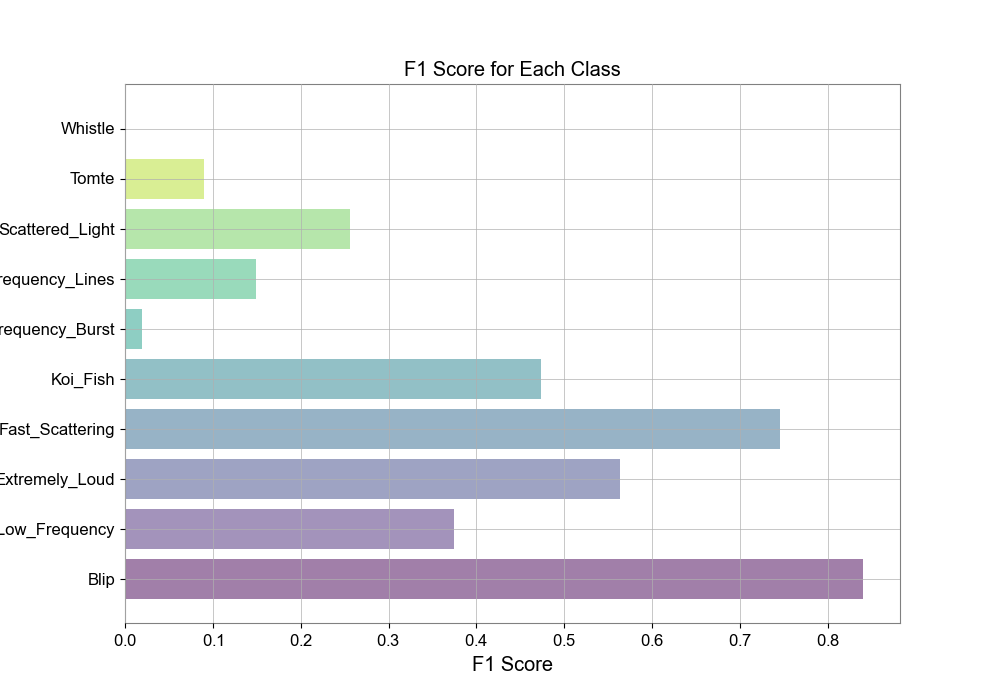 F1 Score for Each Class
Whistle
Tomte
Scattered_Light
requency_Lines
requency_Burst
Koi_Fish
Fast_Scattering
Extremely_Loud
Low_Frequency
Blip
0.0 0.1 0.2 0.3 0.4 0.5 0.6 0.7 0.8
F1 Score